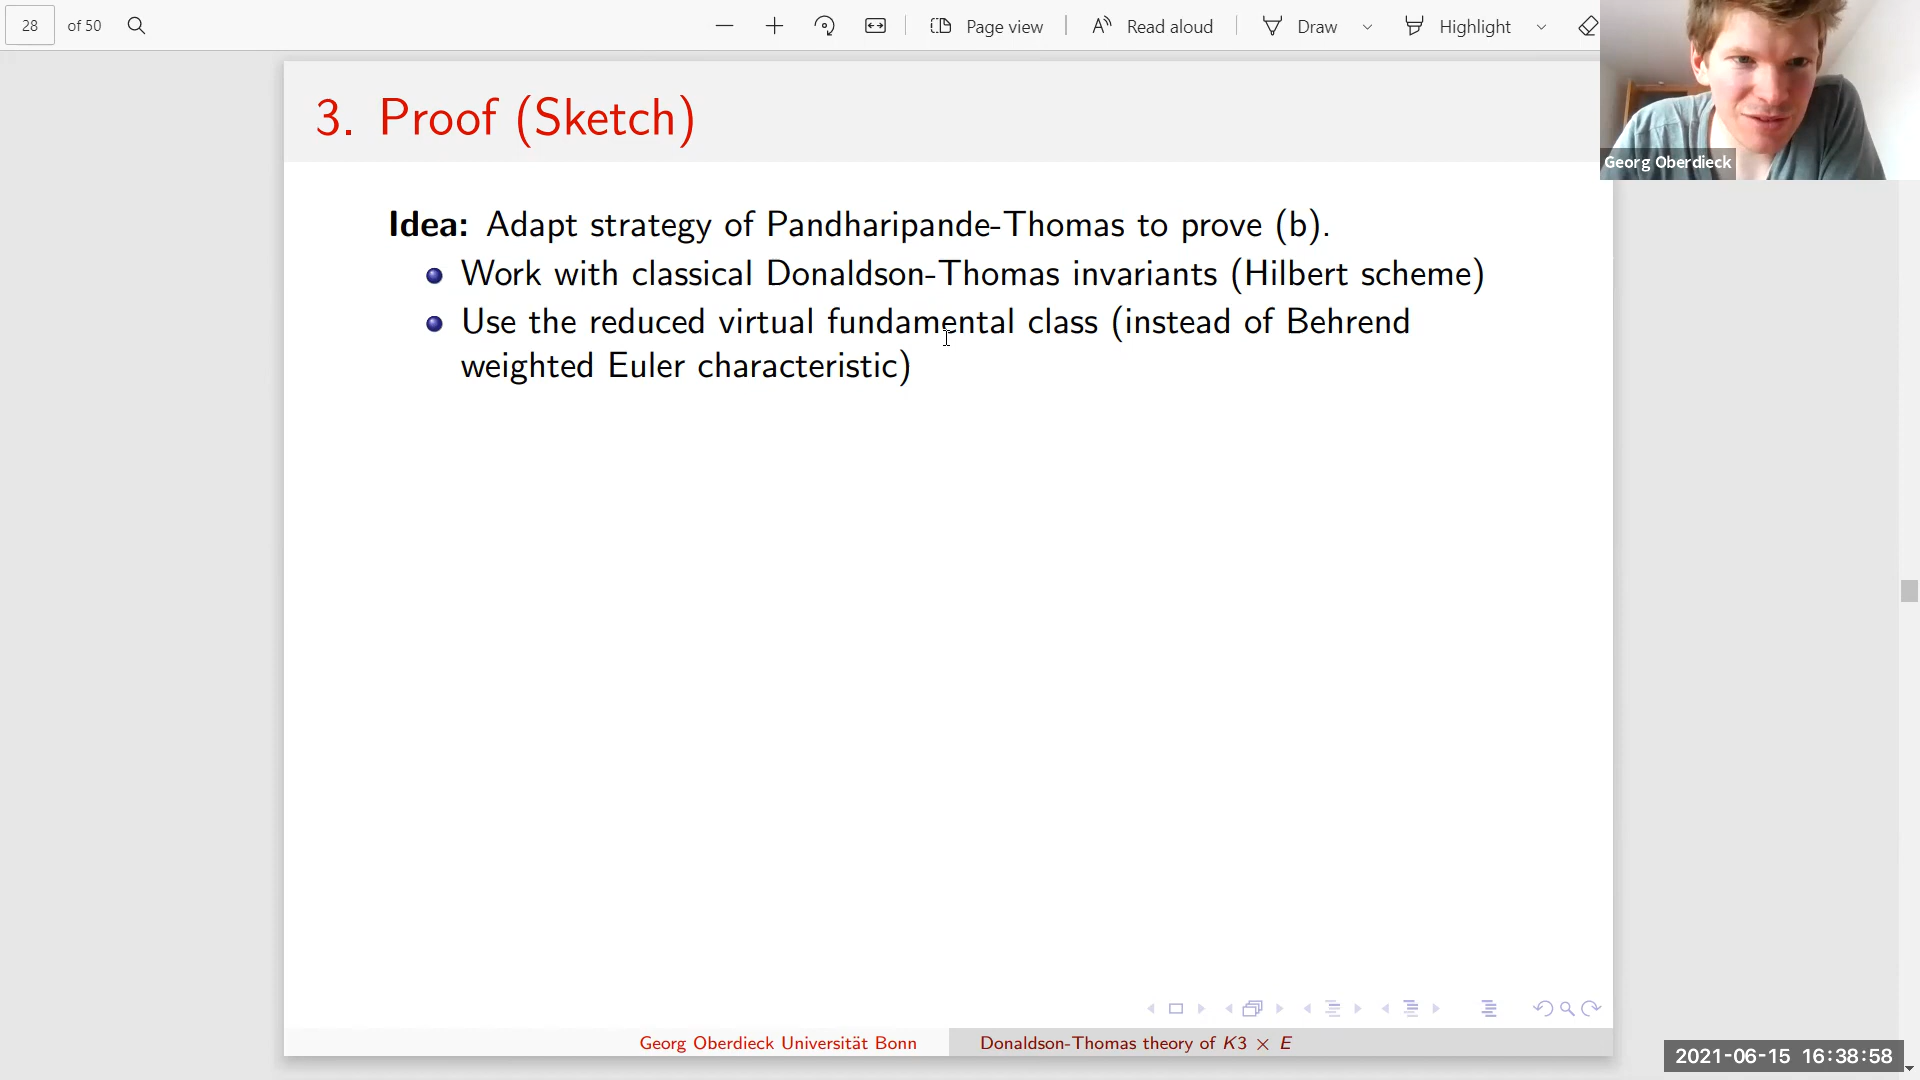 28 of 50 Page view Read aloud Draw Highlight
Georg Oberdieck
3. Proof (Sketch)
Idea: Adapt strategy of Pandharipande-Thomas to prove (b).
Work with classical Donaldson-Thomas invariants (Hilbert scheme)
Use the reduced virtual fundamental class (instead of Behrend
weighted Euler characteristic)
Georg Oberdieck Universität Bonn Donaldson-Thomas theory of K3 × E
2021-06-15 16:38:58